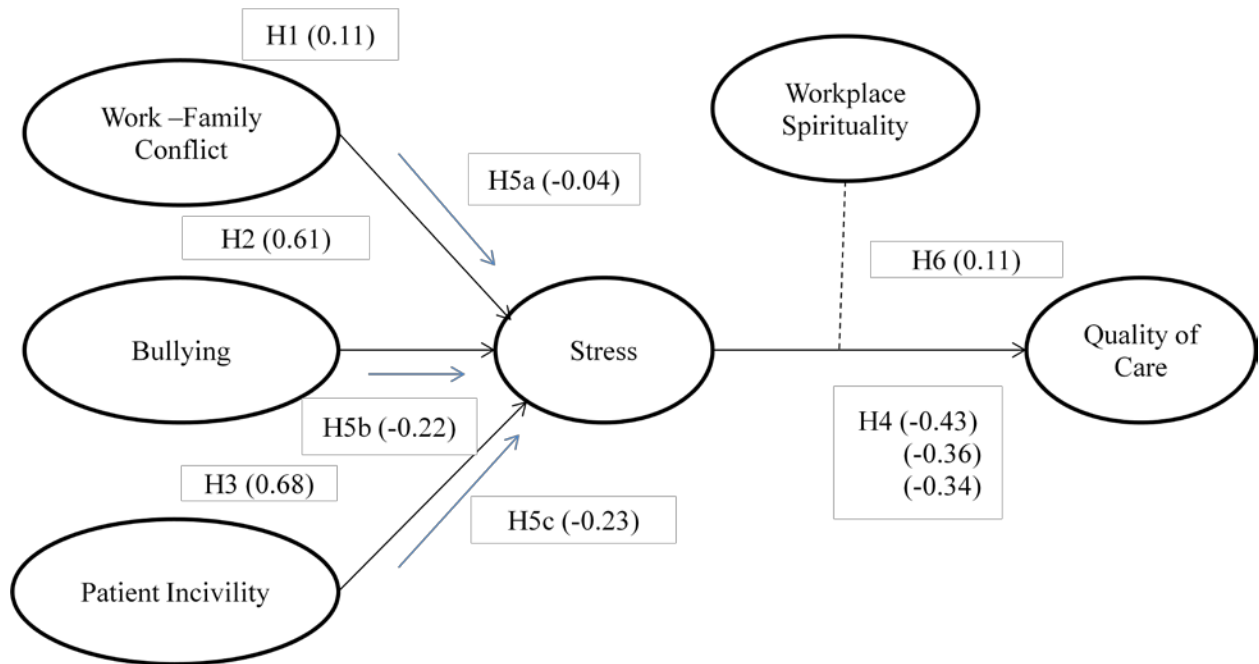 H1 (0.11)
Work –Family
Conflict
Workplace
Spirituality
H5a (-0.04)
H2 (0.61)
H6 (0.11)
Bullying
Stress
Quality of
Care
H5b (-0.22)
H4 (-0.43)
(-0.36)
(-0.34)
H3 (0.68)
H5c (-0.23)
Patient Incivility